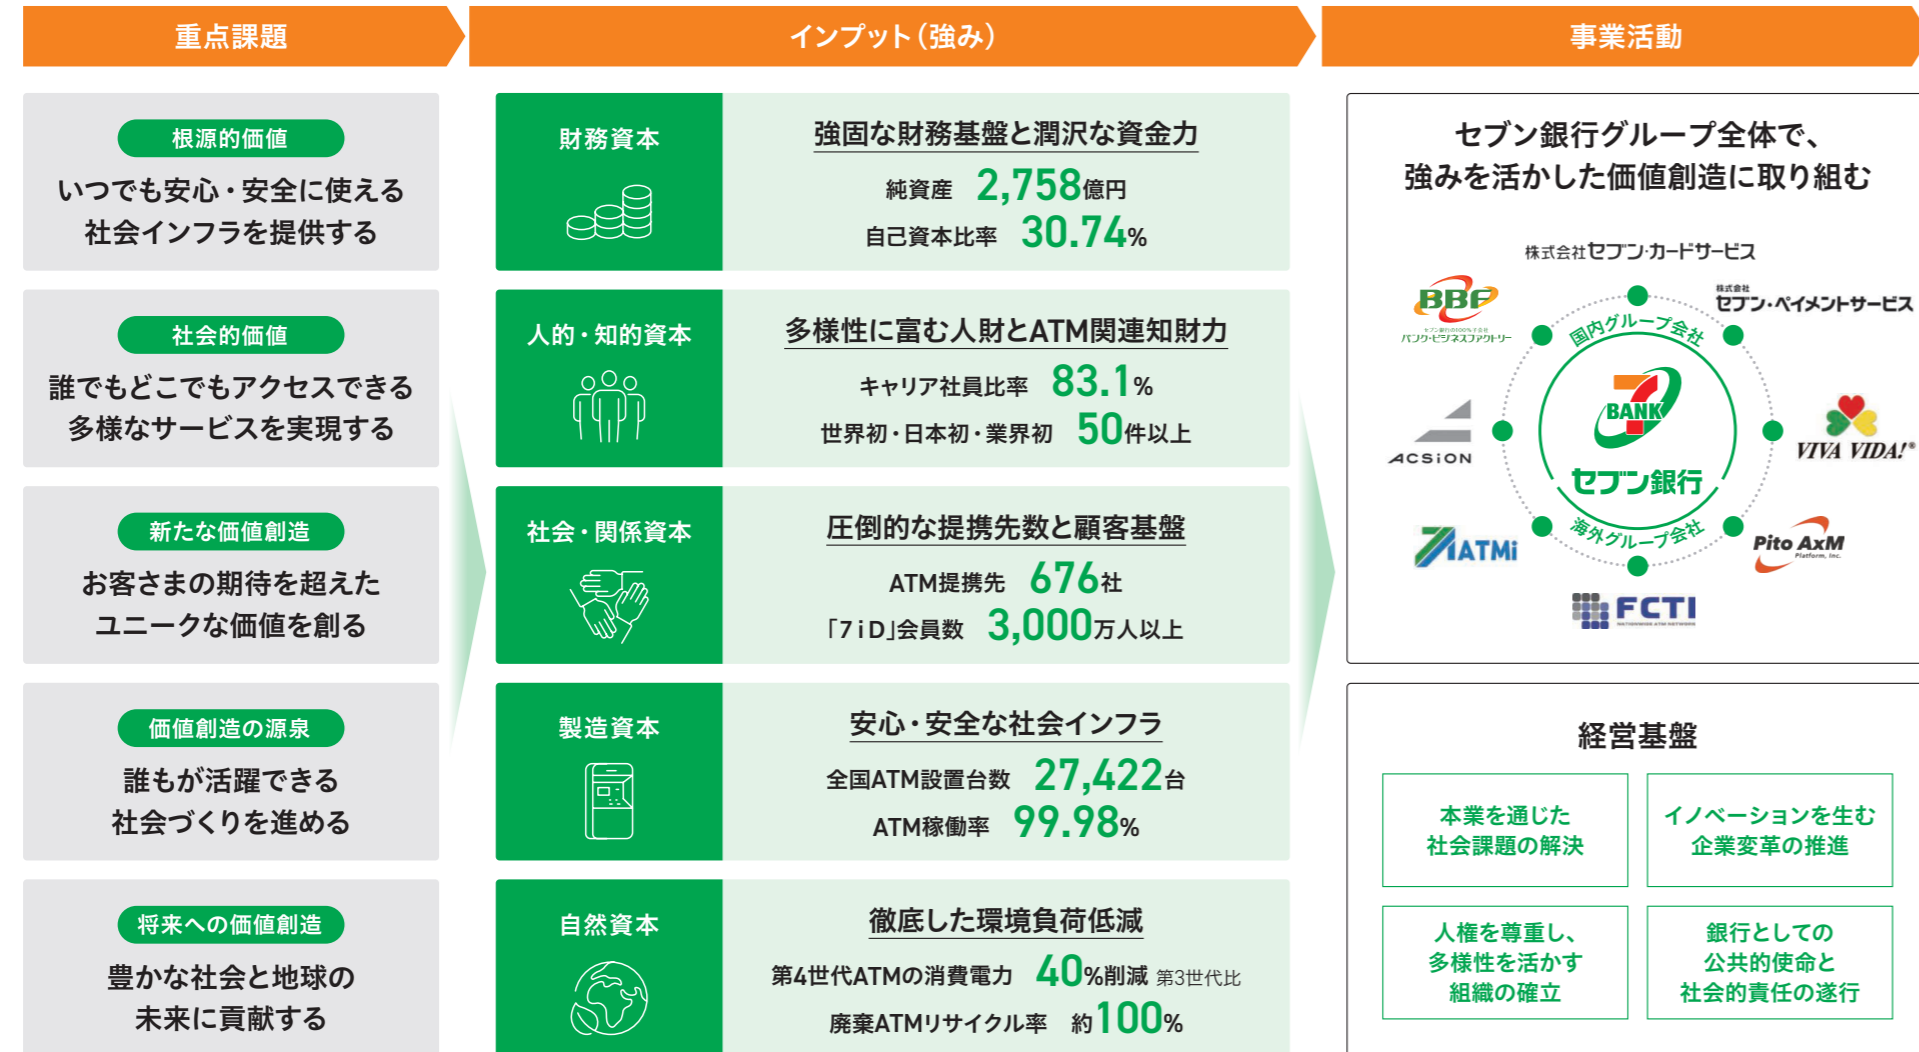 重点課題
インプット(強み)
事業活動
根源的価値
いつでも安心・安全に使える
社会インフラを提供する
社会的価値
誰でもどこでもアクセスできる
多様なサービスを実現する
新たな価値創造
お客さまの期待を超えた
ユニークな価値を創る
価値創造の源泉
誰もが活躍できる
社会づくりを進める
将来への価値創造
豊かな社会と地球の
未来に貢献する
財務資本
強固な財務基盤と潤沢な資金力
純資産 2,758億円
自己資本比率 30.74%
人的・知的資本
多様性に富む人財とATM関連知財力
キャリア社員比率 83.1%
世界初・日本初・業界初 50件以上
社会・関係資本
圧倒的な提携先数と顧客基盤
ATM提携先 676社
「7iD」会員数 3,000万人以上
製造資本
安心・安全な社会インフラ
全国ATM設置台数 27,422台
ATM稼働率 99.98%
自然資本
徹底した環境負荷低減
第4世代ATMの消費電力 40%削減 第3世代比
廃棄ATMリサイクル率 約100%
セブン銀行グループ全体で、
強みを活かした価値創造に取り組む
株式会社セブン・カードサービス
BBF
セブン銀行の100%子会社
バンク・ビジネスファクトリー
株式会社
セブン・ペイメントサービス
国内グループ会社
7
BANK
セブン銀行
海外グループ会社
ACSiON
VIVA VIDA!®
7ATMi
Pito AxM
Platform, Inc.
FCTI
NATIONWIDE ATM NETWORK
経営基盤
本業を通じた
社会課題の解決
イノベーションを生む
企業変革の推進
人権を尊重し、
多様性を活かす
組織の確立
銀行としての
公共的使命と
社会的責任の遂行